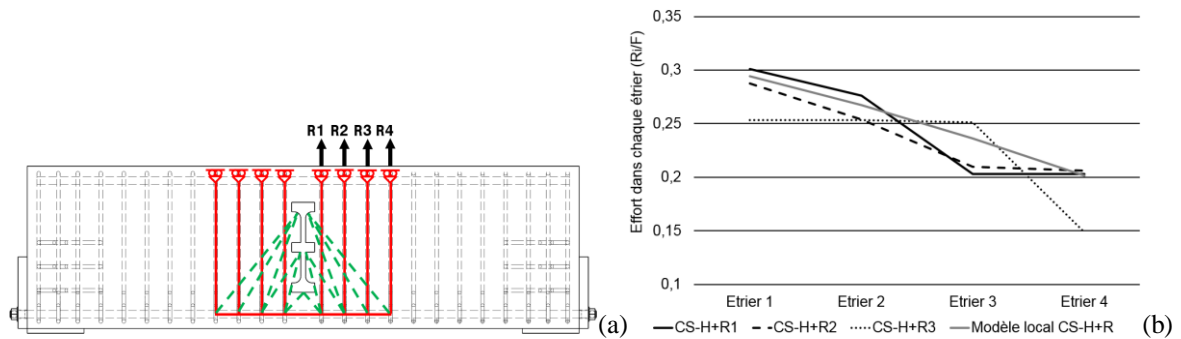 R1 R2 R3 R4
(a)
Effort dans chaque étrier (Ri/F)
0,35
0,3
0,25
0,2
0,15
0,1
Etrier 1 Etrier 2 Etrier 3 Etrier 4
CS-H+R1 CS-H+R2 CS-H+R3 Modèle local CS-H+R
(b)